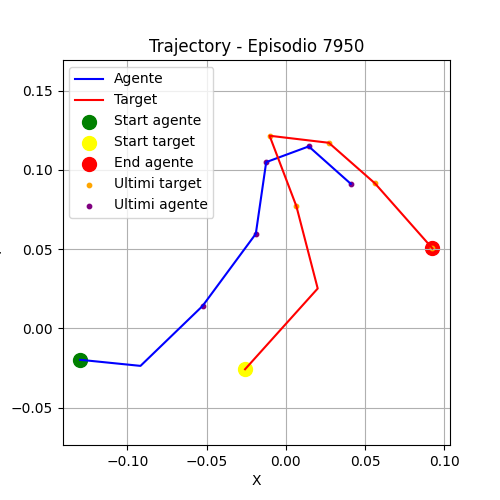 Trajectory - Episodio 7950
Agente
Target
Start agente
Start target
End agente
Ultimi target
Ultimi agente
0.15
0.10
0.05
0.00
−0.05
−0.10
−0.05
0.00
0.05
0.10
X